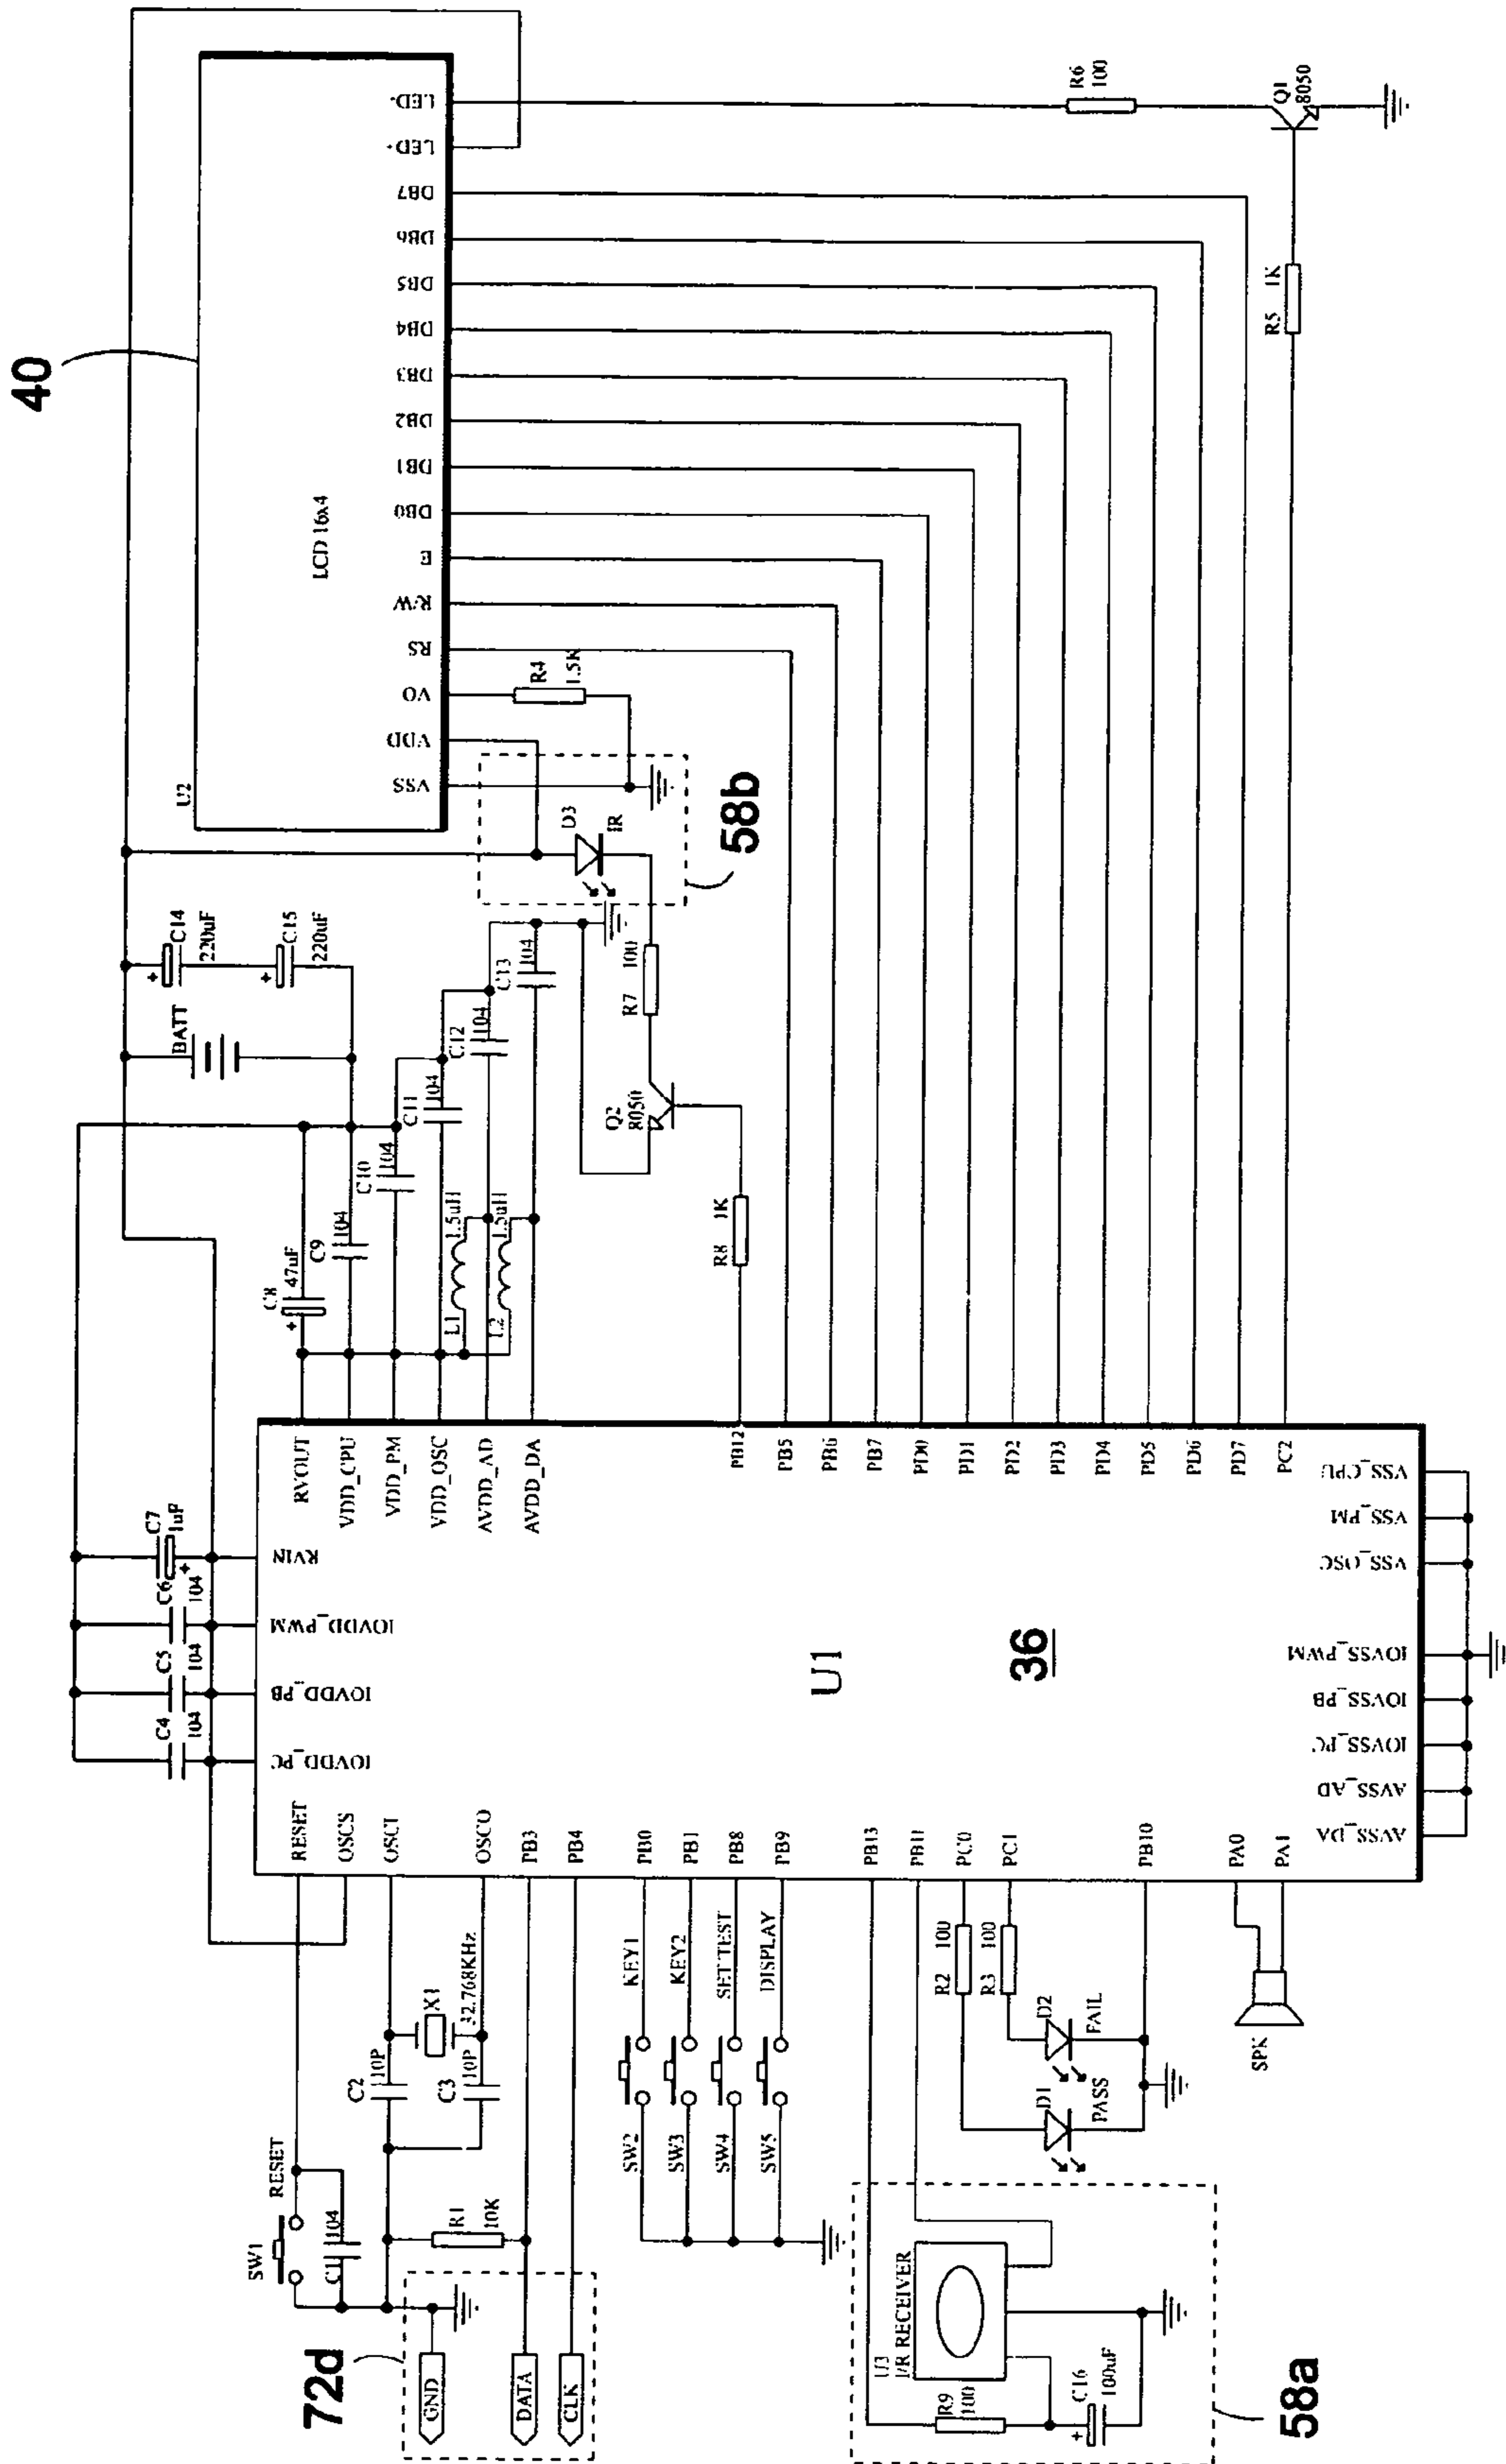 40
U2
LCD 16x4
VSS
VDD
VO
RS
R/W
E
DB0
DB1
DB2
DB3
DB4
DB5
DB6
DB7
LED+
LED-
R6
100
Q1
8050
R5 1K
R4
1.5K
D3
IR
58b
C14
220uF
C15
220uF
BATT
C13
104
C12
104
C11
104
C10
104
C9
104
C8
47uF
L1
1.5uH
L2
1.5uH
R7 100
Q2
8050
R8 1K
C7
1uF
C6
104
C5
104
C4
104
RVOUT
VDD_CPU
VDD_PM
VDD_OSC
AVDD_AD
AVDD_DA
PB12
PB5
PB6
PB7
PD0
PD1
PD2
PD3
PD4
PD5
PD6
PD7
PC2
RVIN
IOVDD_PWM
IOVDD_PB
IOVDD_PC
U1
36
VSS_CPU
VSS_PM
VSS_OSC
IOVSS_PWM
IOVSS_PB
IOVSS_PC
AVSS_AD
AVSS_DA
RESET
OSCS
OSCI
OSCO
PB3
PB4
PB0
PB1
PB8
PB9
PB13
PB11
PC0
PC1
PB10
PA0
PA1
X1
32.768KHz
C2
10P
C3
10P
KEY1
KEY2
SET TEST
DISPLAY
SW2
SW3
SW4
SW5
R2 100
R3 100
D2
FAIL
D1
PASS
SPK
RESET
SW1
C1
104
R1
10K
72d
GND
DATA
CLK
U3
I/R RECEIVER
R9
100
C16
100uF
58a